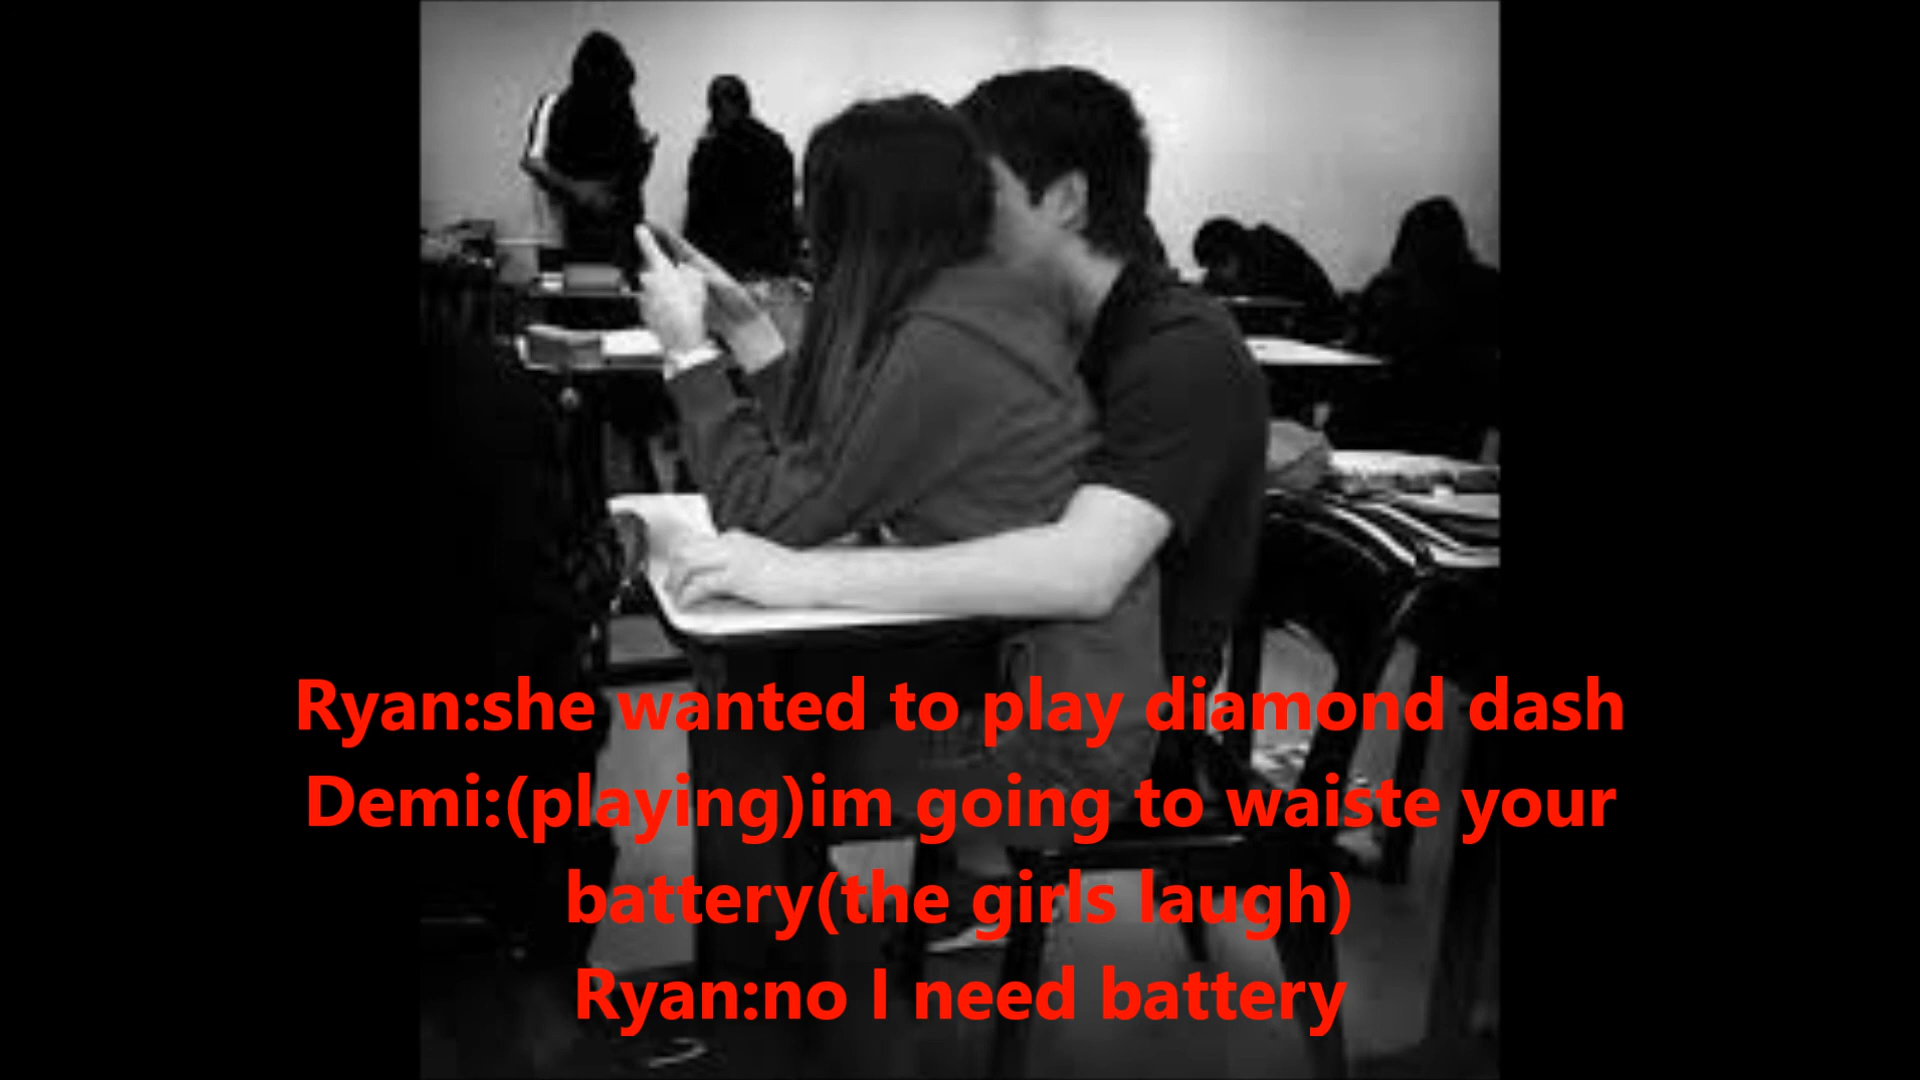 Ryan:she wanted to play diamond dash
Demi:(playing)im going to waiste your
battery(the girls laugh)
Ryan:no I need battery